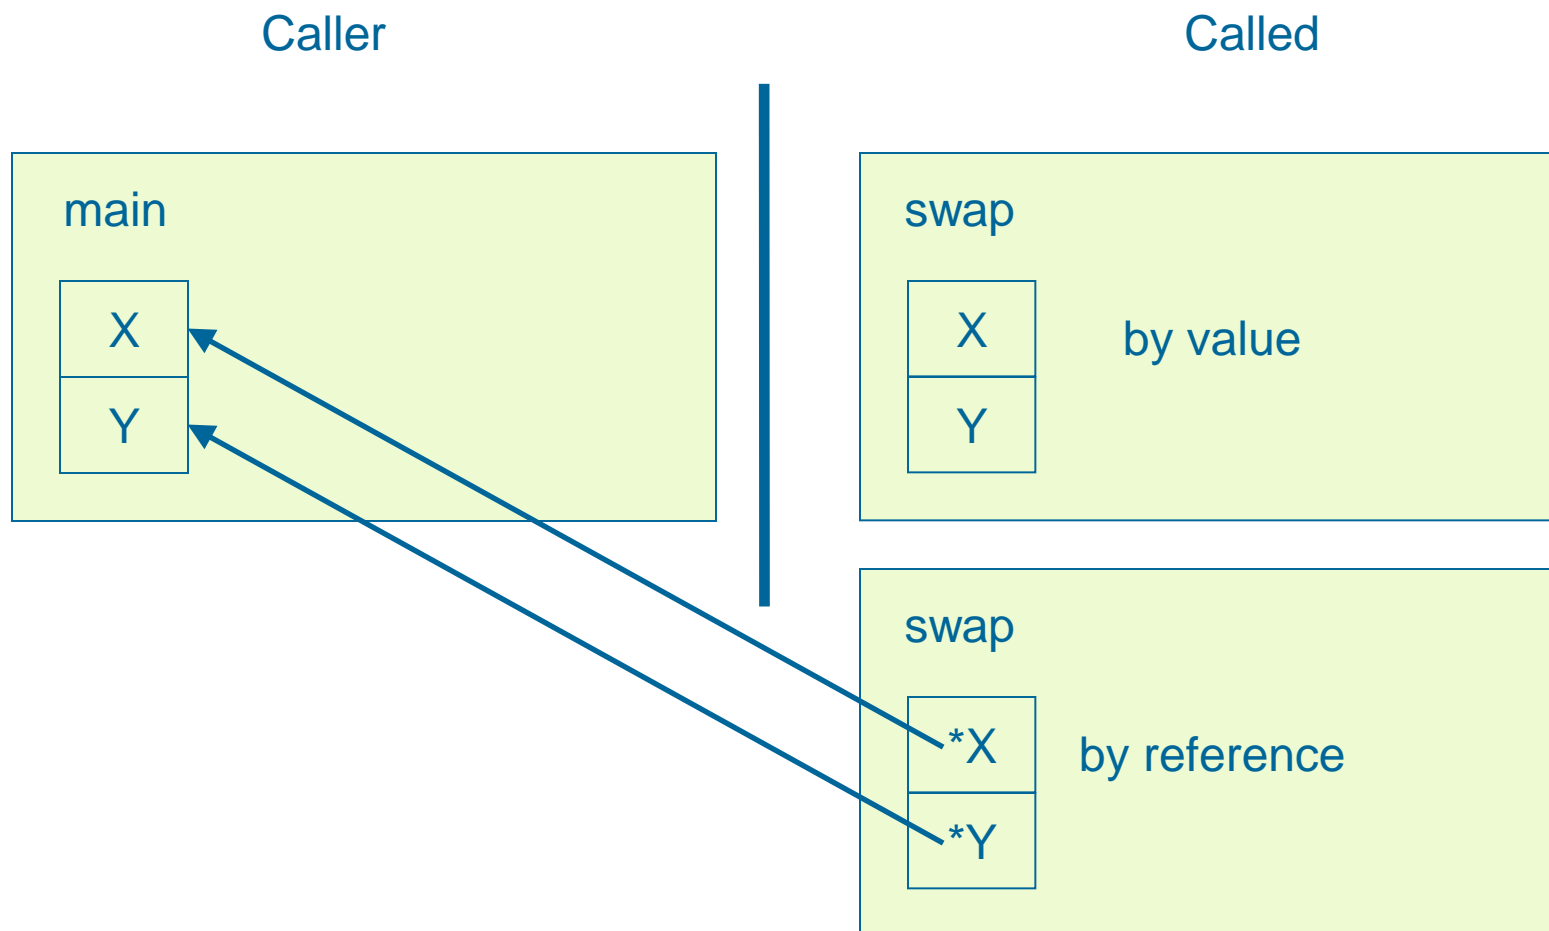 Caller
Called
main
X
Y
swap
X
by value
Y
swap
*X
by reference
*Y